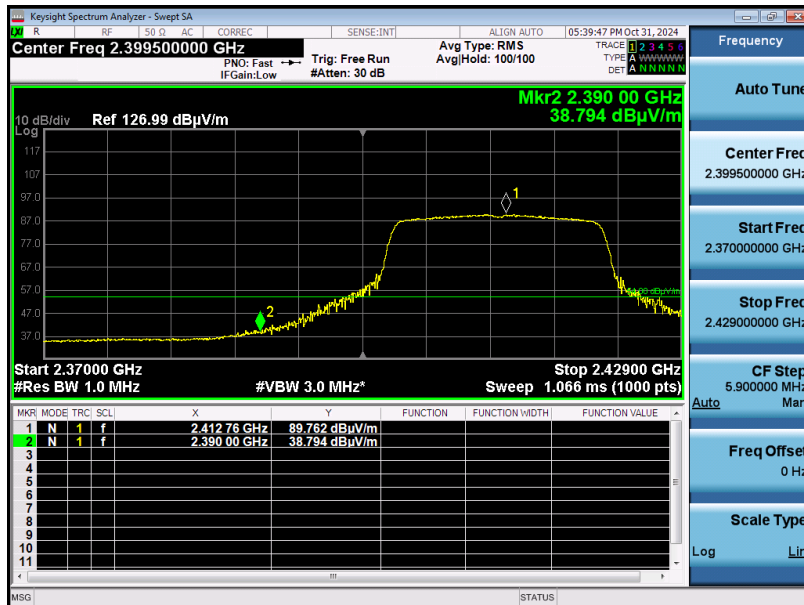 Keysight Spectrum Analyzer - Swept SA
LXI R RF 50 Ω AC CORREC SENSE:INT ALIGN AUTO 05:39:47 PM Oct 31, 2024
Center Freq 2.399500000 GHz
PNO: Fast
IFGain:Low
Trig: Free Run
#Atten: 30 dB
Avg Type: RMS
Avg|Hold: 100/100
TRACE 1 2 3 4 5 6
TYPE A W W W W W
DET A N N N N N
Mkr2 2.390 00 GHz
38.794 dBµV/m
10 dB/div Ref 126.99 dBµV/m
Log
117
107
97.0
87.0
77.0
67.0
57.0
47.0
37.0
1
2
Start 2.37000 GHz Stop 2.42900 GHz
#Res BW 1.0 MHz #VBW 3.0 MHz* Sweep 1.066 ms (1000 pts)
MKR MODE TRC SCL X Y FUNCTION FUNCTION WIDTH FUNCTION VALUE
1 N 1 f 2.412 76 GHz 89.762 dBµV/m
2 N 1 f 2.390 00 GHz 38.794 dBµV/m
3
4
5
6
7
8
9
10
11
MSG STATUS
Frequency
Auto Tune
Center Freq
2.399500000 GHz
Start Freq
2.370000000 GHz
Stop Freq
2.429000000 GHz
CF Step
5.900000 MHz
Auto Man
Freq Offset
0 Hz
Scale Type
Log Lin